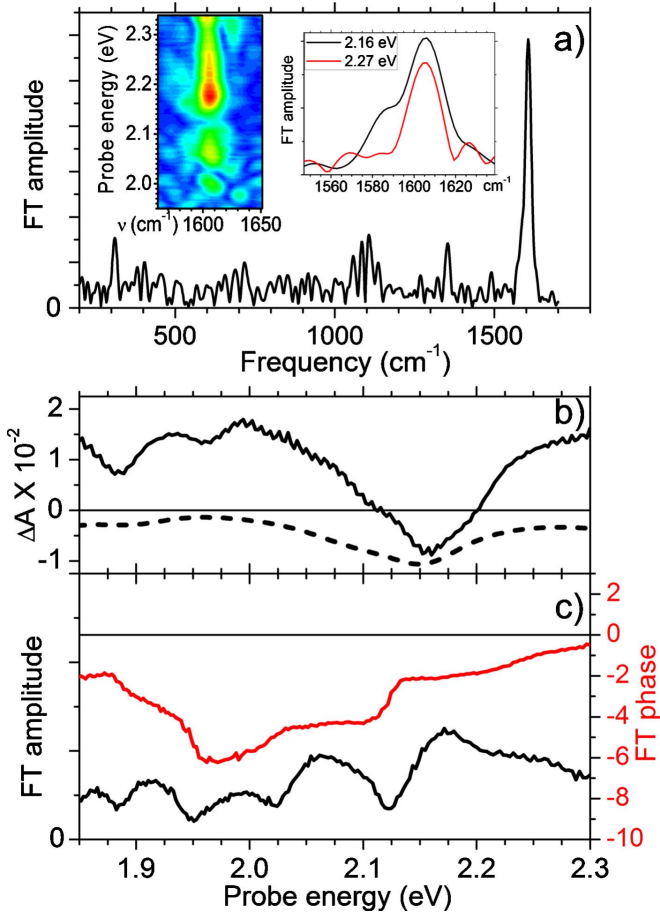 a)
Probe energy (eV)
2.3
2.2
2.1
2.0
ν (cm⁻¹) 1600 1650
FT amplitude
2.16 eV
2.27 eV
1560 1580 1600 1620 cm⁻¹
FT amplitude
0
500 1000 1500
Frequency (cm⁻¹)
b)
ΔA X 10⁻²
2
1
0
-1
c)
FT amplitude
0
2
0
-2
-4
-6
-8
-10
FT phase
1.9 2.0 2.1 2.2 2.3
Probe energy (eV)